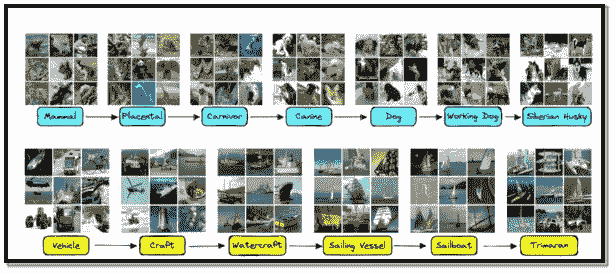 Mammal
Placental
Carnivor
Canine
Dog
Working Dog
Siberian Husky
Vehicle
Craft
Watercraft
Sailing Vessel
Sailboat
Trimaran